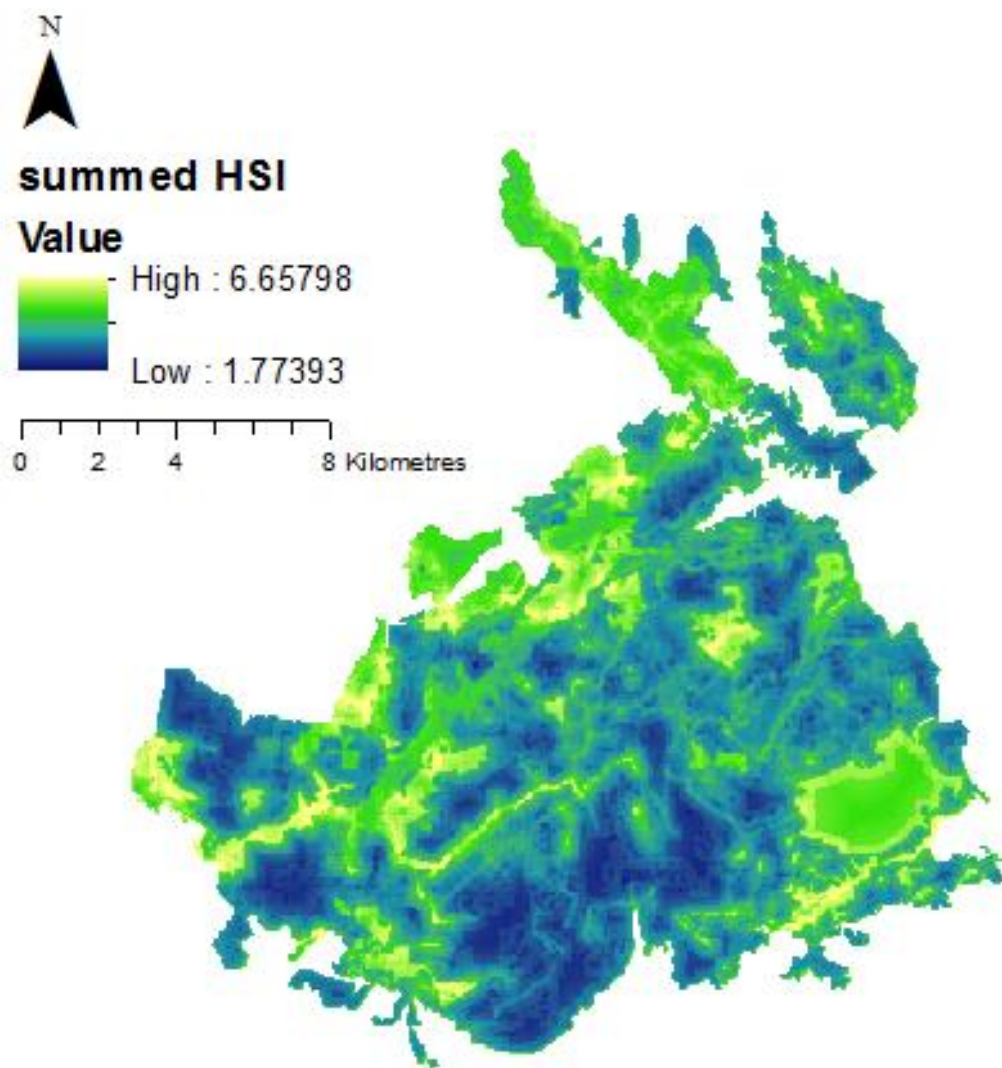 N
summed HSI
Value
High : 6.65798
Low : 1.77393
0 2 4 8 Kilometres